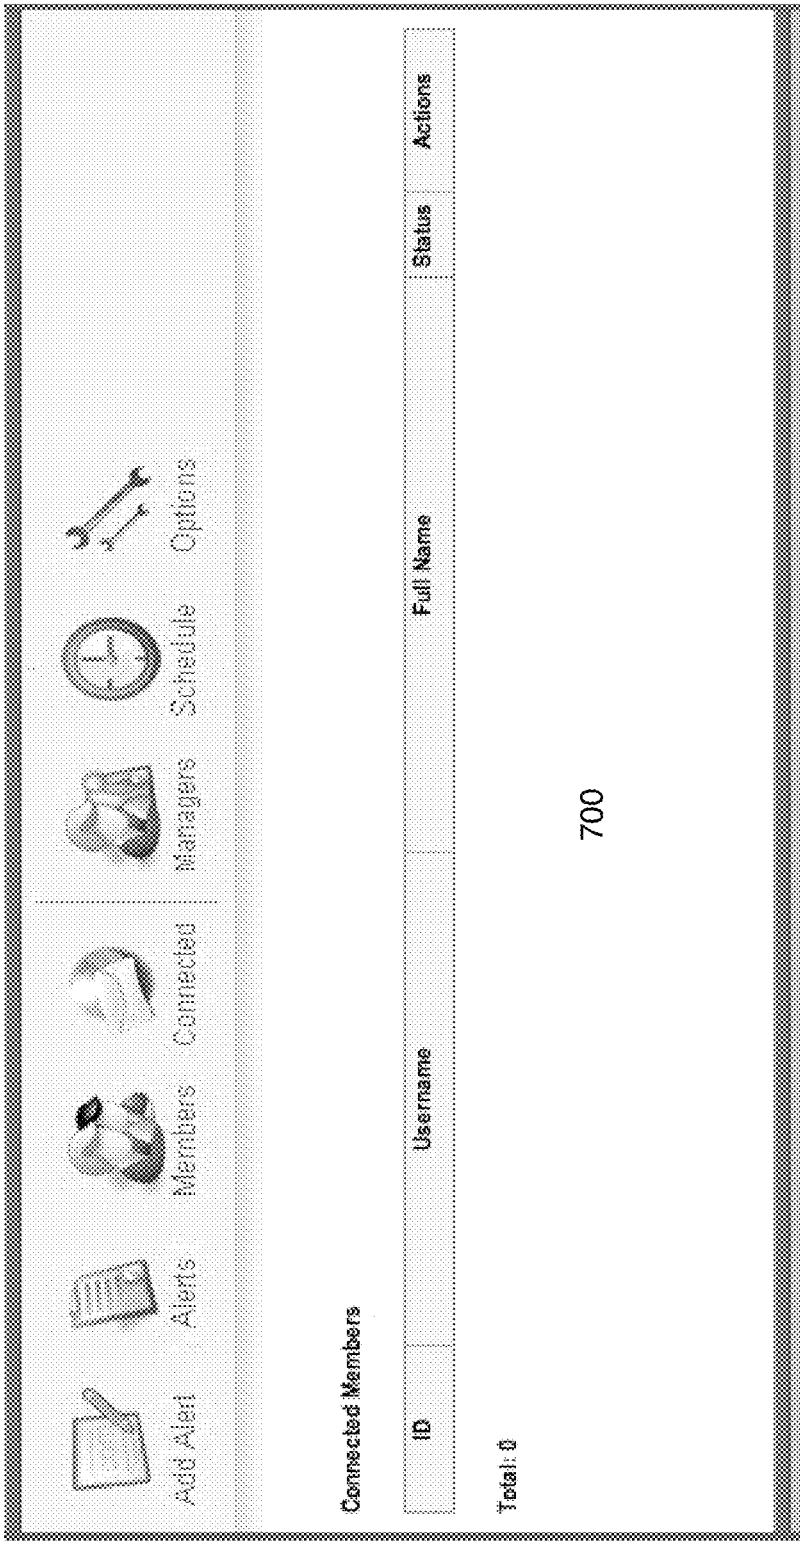 Add Alert Alerts Members Connected Managers Schedule Options
Connected Members
ID Username Full Name Status Actions
Total: 0
700